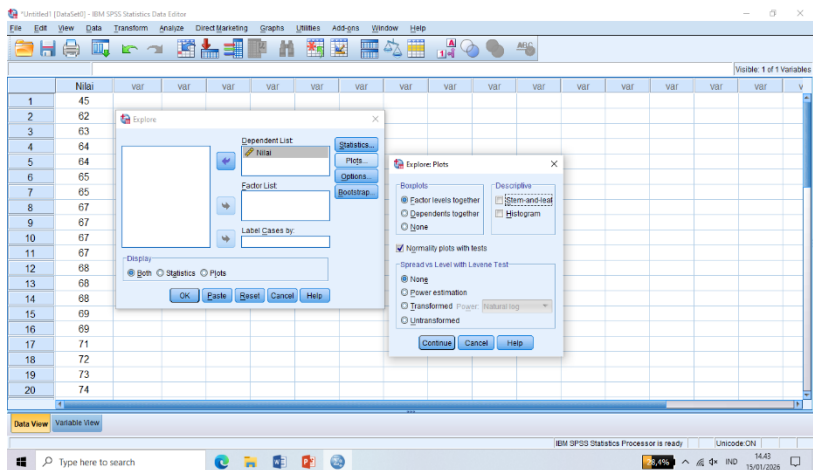 *Untitled1 [DataSet0] - IBM SPSS Statistics Data Editor
File Edit View Data Transform Analyze Direct Marketing Graphs Utilities Add-ons Window Help
Visible: 1 of 1 Variables
Nilai var var var var var var var var var var var var var var var
1 45
2 62
3 63
4 64
5 64
6 65
7 65
8 67
9 67
10 67
11 67
12 68
13 68
14 68
15 69
16 69
17 71
18 72
19 73
20 74
Explore
Dependent List:
Nilai
Statistics...
Plots...
Options...
Bootstrap...
Factor List:
Label Cases by:
Display
Both Statistics Plots
OK Paste Reset Cancel Help
Explore: Plots
Boxplots
Factor levels together
Dependents together
None
Descriptive
Stem-and-leaf
Histogram
Normality plots with tests
Spread vs Level with Levene Test
None
Power estimation
Transformed Power: Natural log
Untransformed
Continue Cancel Help
Data View Variable View
IBM SPSS Statistics Processor is ready Unicode:ON
Type here to search
28,4%
IND
14.43
15/01/2026